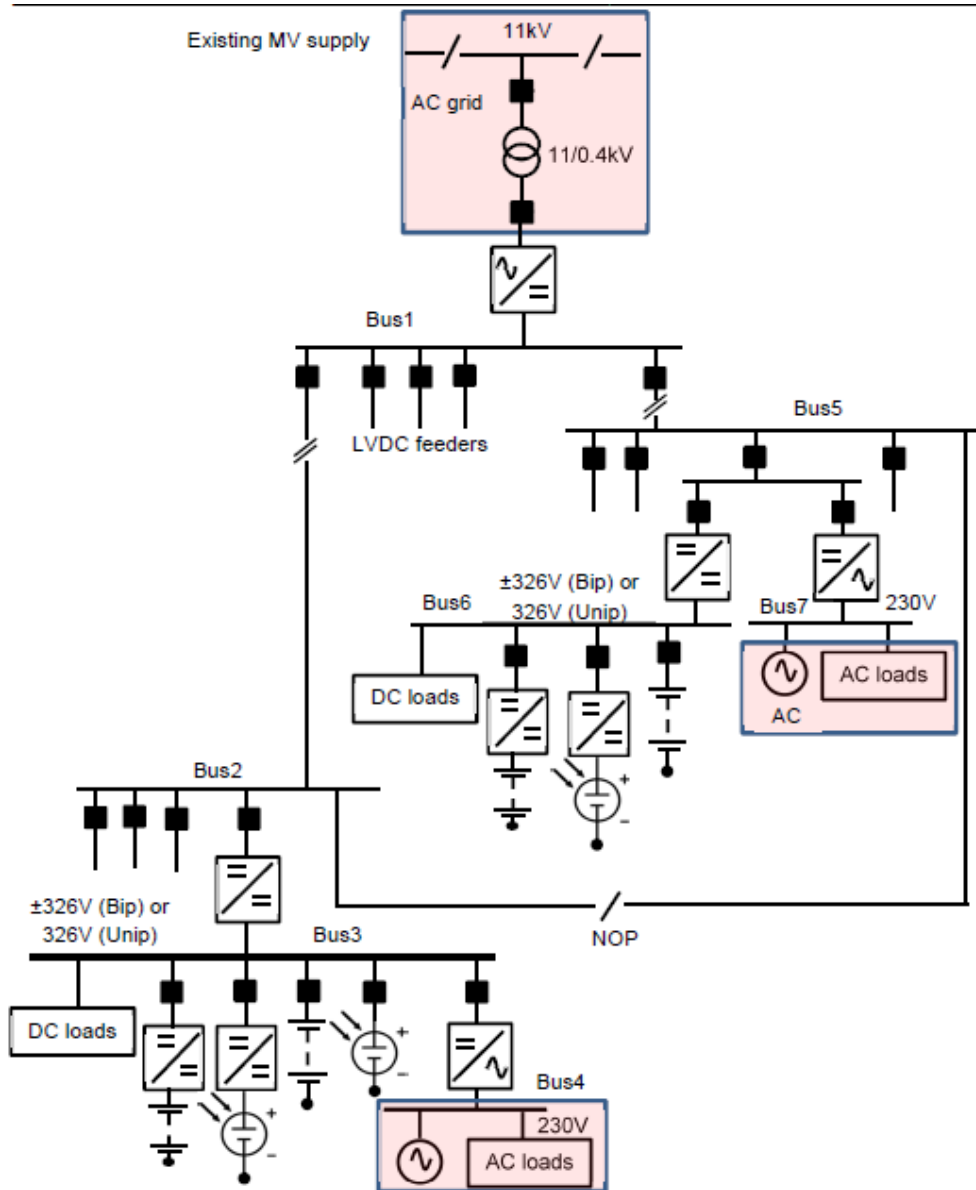 Existing MV supply
11kV
AC grid
11/0.4kV
Bus1
LVDC feeders
Bus5
±326V (Bip) or
326V (Unip)
Bus6
Bus7
230V
DC loads
AC loads
AC
+
−
Bus2
±326V (Bip) or
326V (Unip)
NOP
Bus3
DC loads
+
−
+
−
Bus4
230V
AC loads